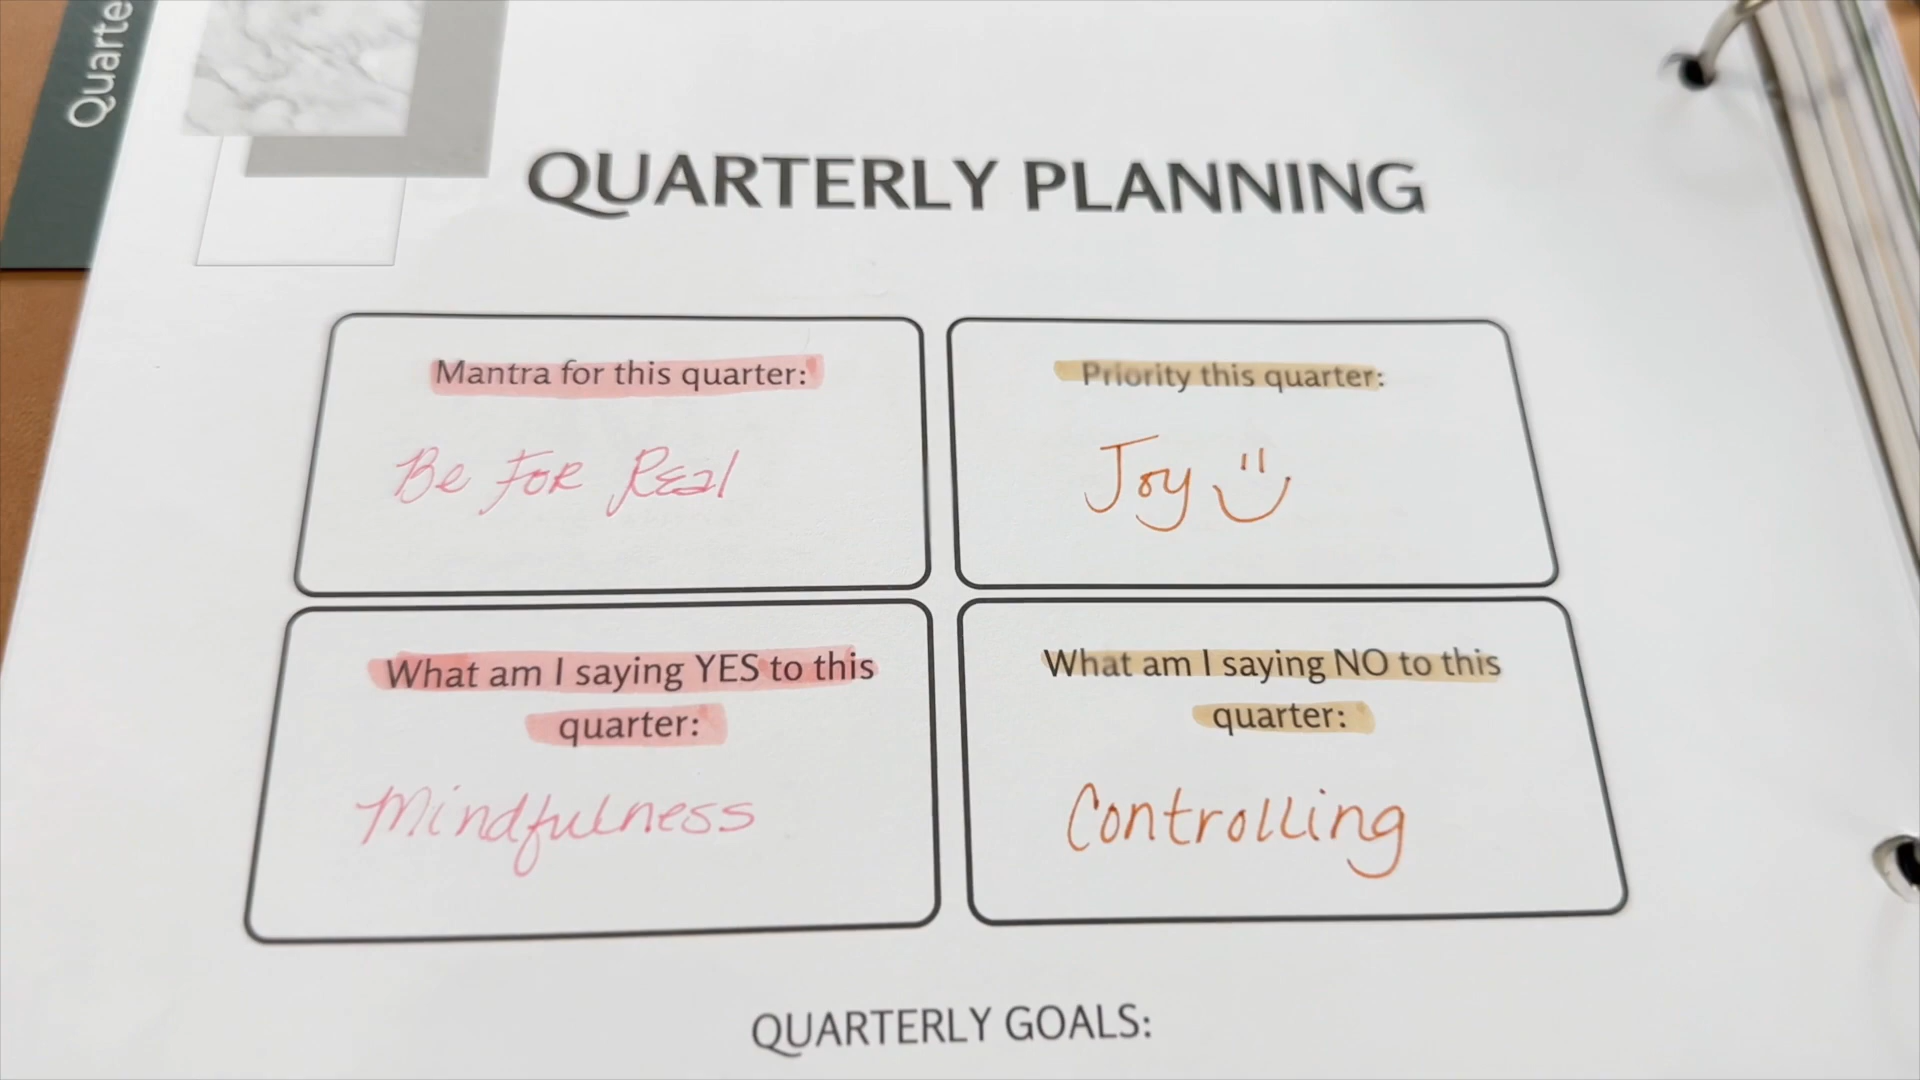 Quarte
QUARTERLY PLANNING
Mantra for this quarter:
Be FOR Real
Priority this quarter:
Joy
What am I saying YES to this
quarter:
Mindfulness
What am I saying NO to this
quarter:
Controlling
QUARTERLY GOALS: